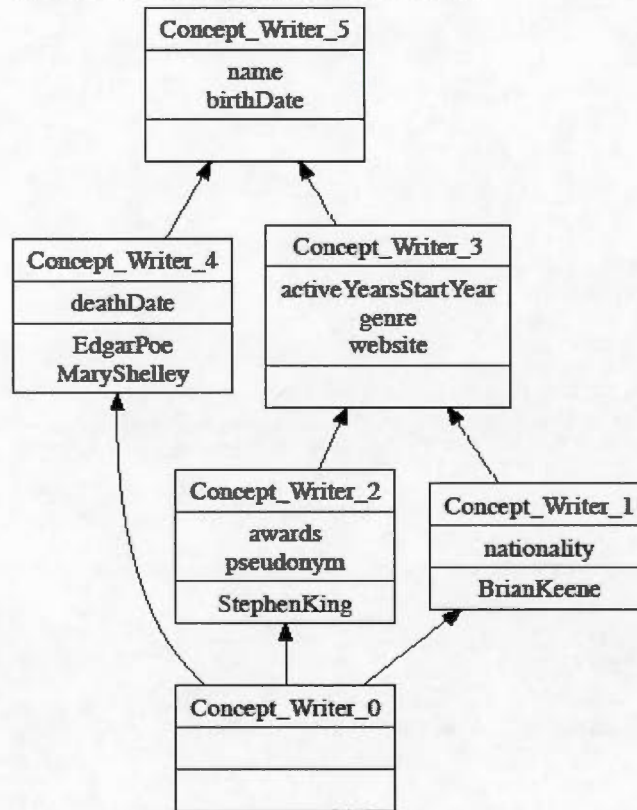 Concept_Writer_5
name
birthDate
Concept_Writer_4
deathDate
EdgarPoe
MaryShelley
Concept_Writer_3
activeYearsStartYear
genre
website
Concept_Writer_2
awards
pseudonym
StephenKing
Concept_Writer_1
nationality
BrianKeene
Concept_Writer_0